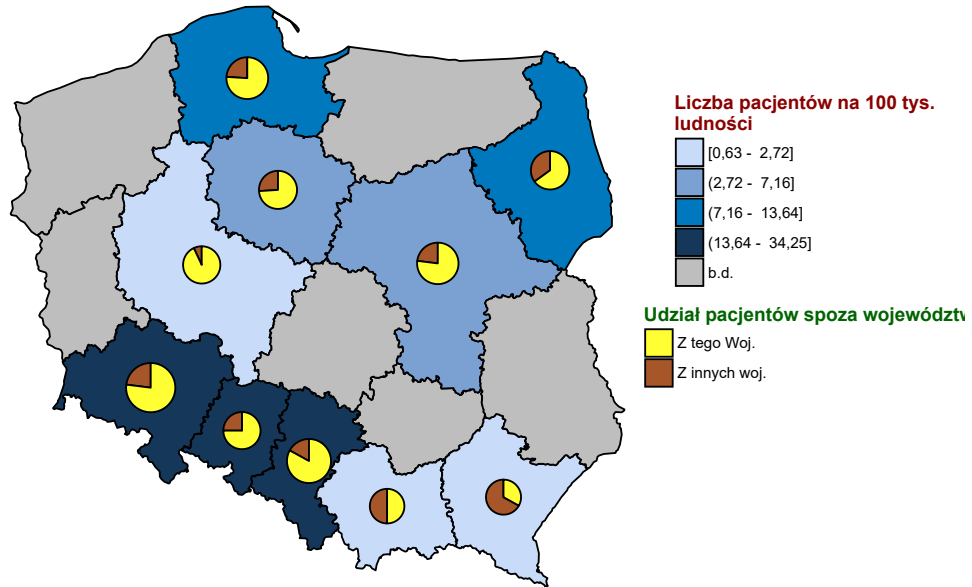 Liczba pacjentów na 100 tys.
ludności
[0,63 - 2,72]
(2,72 - 7,16]
(7,16 - 13,64]
(13,64 - 34,25]
b.d.
Udział pacjentów spoza województw
Z tego Woj.
Z innych woj.